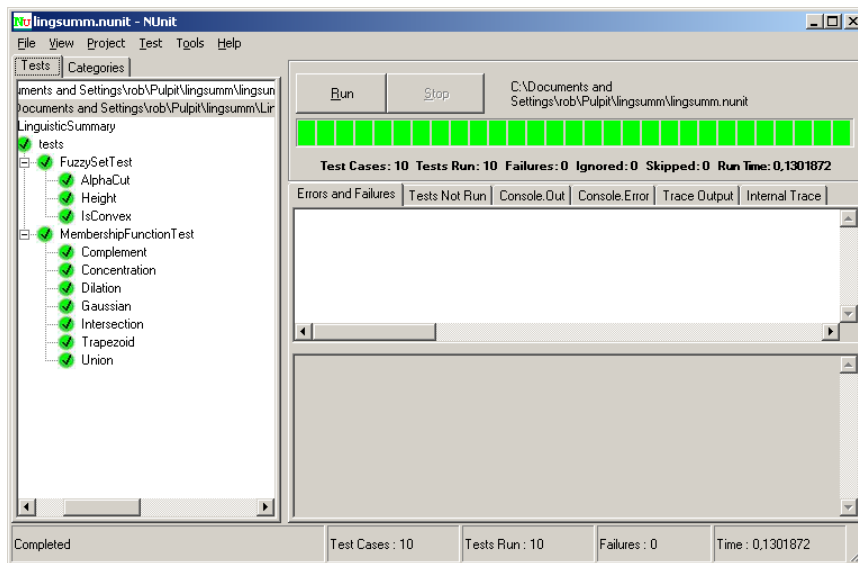 lingsumm.nunit - NUnit
File View Project Test Tools Help
Tests Categories
uments and Settings\rob\Pulpit\lingsumm\lingsun
Documents and Settings\rob\Pulpit\lingsumm\Lir
LinguisticSummary
tests
FuzzySetTest
AlphaCut
Height
IsConvex
MembershipFunctionTest
Complement
Concentration
Dilation
Gaussian
Intersection
Trapezoid
Union
Run Stop
C:\Documents and
Settings\rob\Pulpit\lingsumm\lingsumm.nunit
Test Cases: 10 Tests Run: 10 Failures: 0 Ignored: 0 Skipped: 0 Run Time: 0,1301872
Errors and Failures Tests Not Run Console.Out Console.Error Trace Output Internal Trace
Completed Test Cases : 10 Tests Run : 10 Failures : 0 Time : 0,1301872